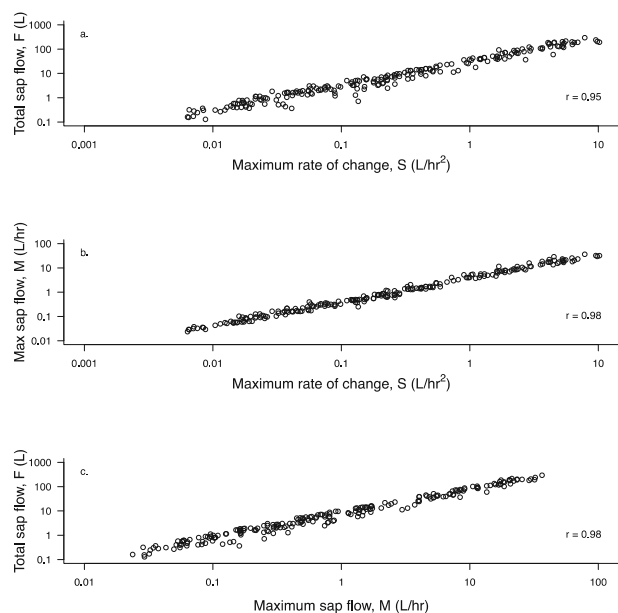 a.
Total sap flow, F (L)
1000
100
10
1
0.1
r = 0.95
0.001
0.01
0.1
1
10
Maximum rate of change, S (L/hr²)
b.
Max sap flow, M (L/hr)
100
10
1
0.1
0.01
r = 0.98
0.001
0.01
0.1
1
10
Maximum rate of change, S (L/hr²)
c.
Total sap flow, F (L)
1000
100
10
1
0.1
r = 0.98
0.01
0.1
1
10
100
Maximum sap flow, M (L/hr)